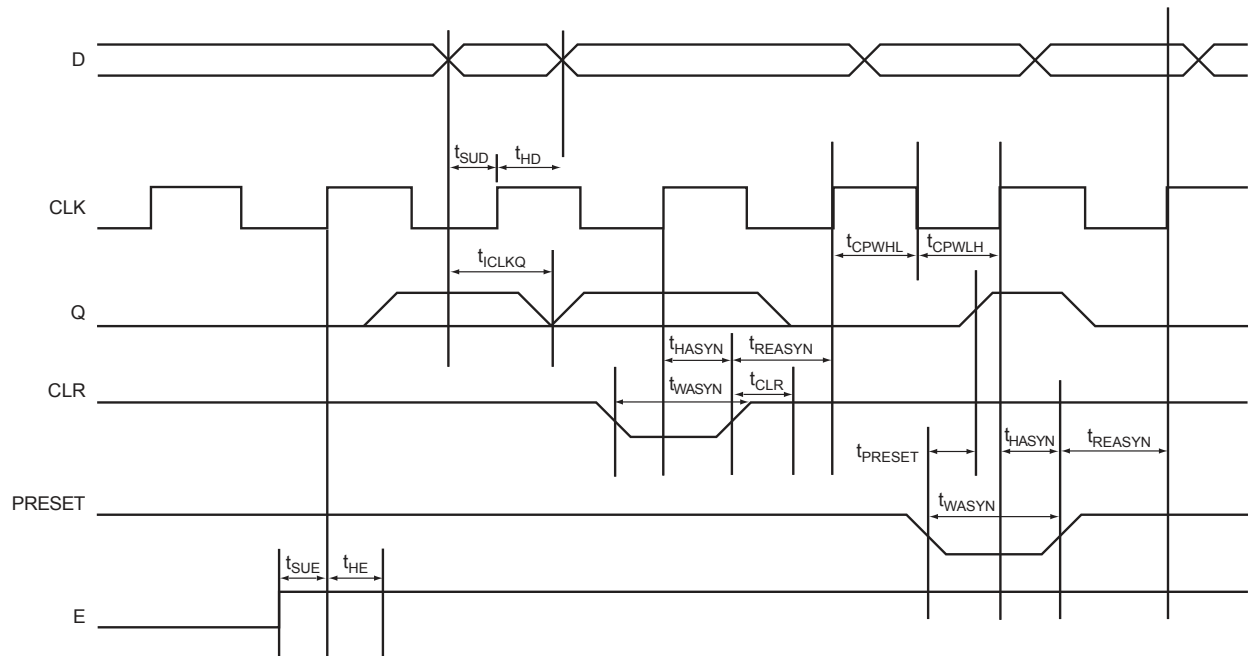 D
tSUD
tHD
CLK
tCPWHL
tCPWLH
tICLKQ
Q
tHASYN
tREASYN
CLR
tWASYN
tCLR
tPRESET
tHASYN
tREASYN
PRESET
tWASYN
tSUE
tHE
E